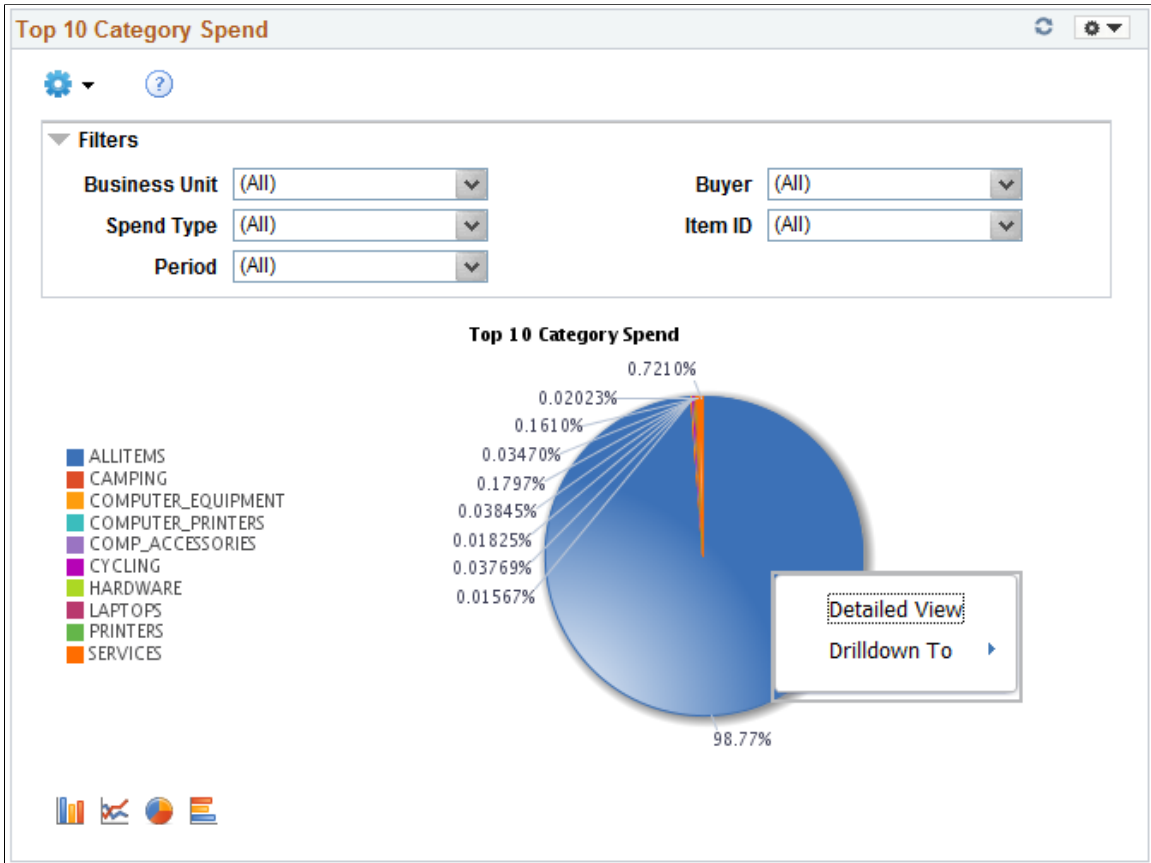 Top 10 Category Spend
?
Filters
Business Unit (All) Buyer (All)
Spend Type (All) Item ID (All)
Period (All)
Top 10 Category Spend
0.7210%
0.02023%
0.1610%
0.03470%
0.1797%
0.03845%
0.01825%
0.03769%
0.01567%
98.77%
ALLITEMS
CAMPING
COMPUTER_EQUIPMENT
COMPUTER_PRINTERS
COMP_ACCESSORIES
CYCLING
HARDWARE
LAPTOPS
PRINTERS
SERVICES
Detailed View
Drilldown To